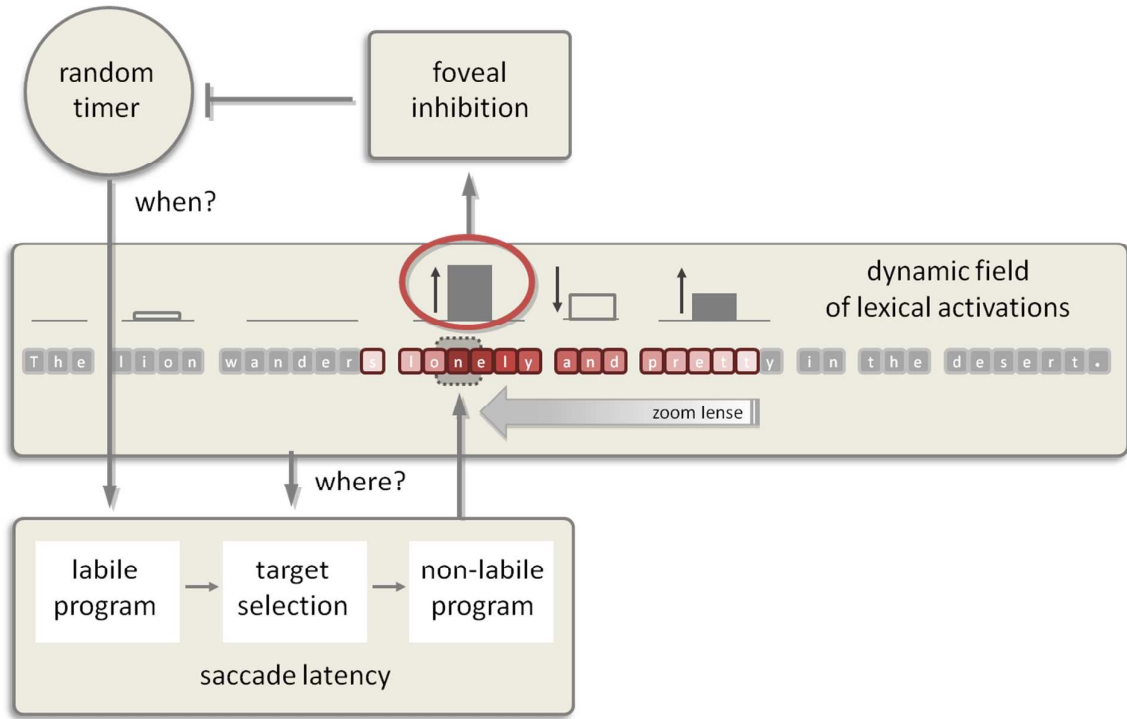 random
timer
foveal
inhibition
when?
dynamic field
of lexical activations
The lion wanders lonely and pretty in the desert.
zoom lense
where?
labile
program
target
selection
non-labile
program
saccade latency